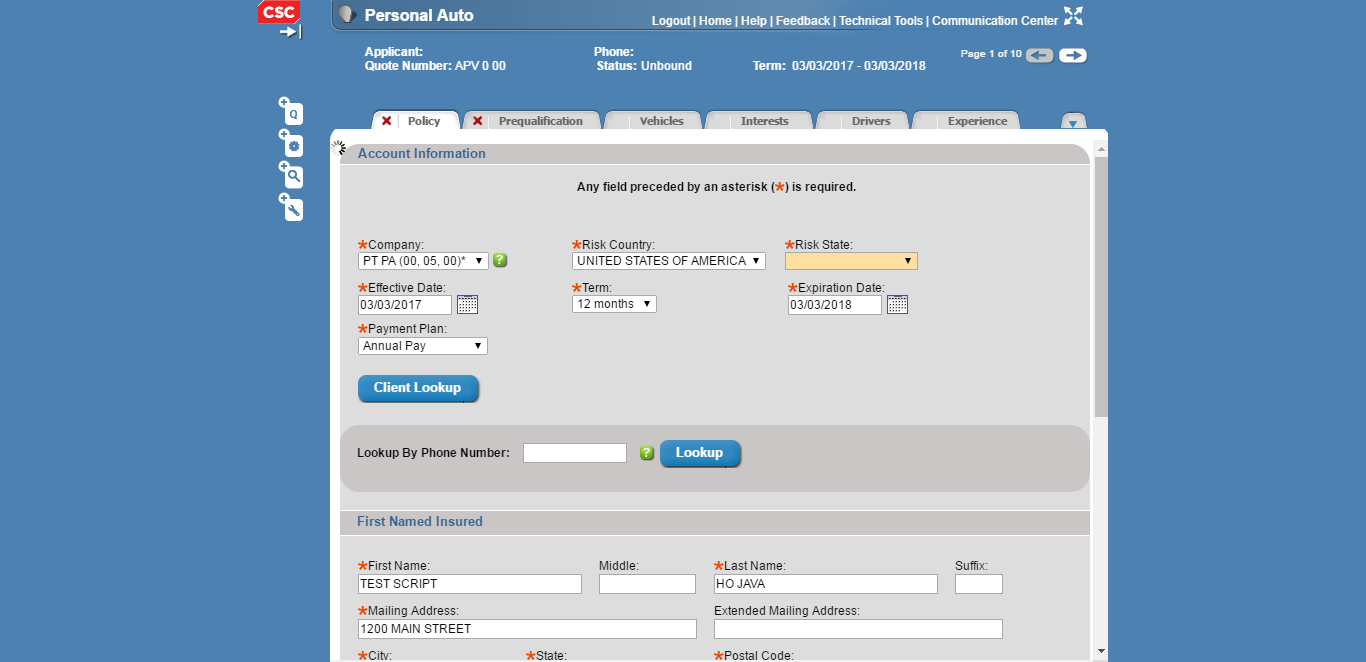 CSC
Personal Auto
Logout | Home | Help | Feedback | Technical Tools | Communication Center
Applicant: Phone:
Quote Number: APV 0 00 Status: Unbound Term: 03/03/2017 - 03/03/2018
Page 1 of 10
Policy Prequalification Vehicles Interests Drivers Experience
Account Information
Any field preceded by an asterisk (*) is required.
*Company: *Risk Country: *Risk State:
PT PA (00, 05, 00)* UNITED STATES OF AMERICA
*Effective Date: *Term: *Expiration Date:
03/03/2017 12 months 03/03/2018
*Payment Plan:
Annual Pay
Client Lookup
Lookup By Phone Number: ? Lookup
First Named Insured
*First Name: Middle: *Last Name: Suffix:
TEST SCRIPT HO JAVA
*Mailing Address: Extended Mailing Address:
1200 MAIN STREET
*City: *State: *Postal Code: